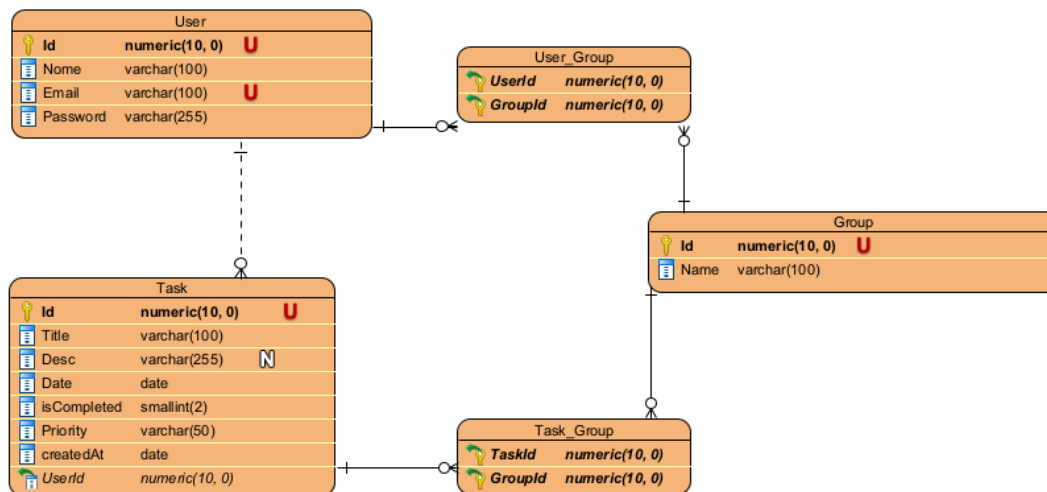 User
Id numeric(10, 0) U
Nome varchar(100)
Email varchar(100) U
Password varchar(255)
User_Group
UserId numeric(10, 0)
GroupId numeric(10, 0)
Group
Id numeric(10, 0) U
Name varchar(100)
Task
Id numeric(10, 0) U
Title varchar(100)
Desc varchar(255) N
Date date
isCompleted smallint(2)
Priority varchar(50)
createdAt date
UserId numeric(10, 0)
Task_Group
TaskId numeric(10, 0)
GroupId numeric(10, 0)